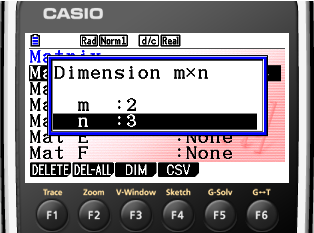 CASIO
Rad Norm1 d/c Real
Matrix
Dimension m×n
m :2
n :3
Mat E :None
Mat F :None
DELETE DEL-ALL DIM CSV
Trace Zoom V-Window Sketch G-Solv G↔T
F1 F2 F3 F4 F5 F6